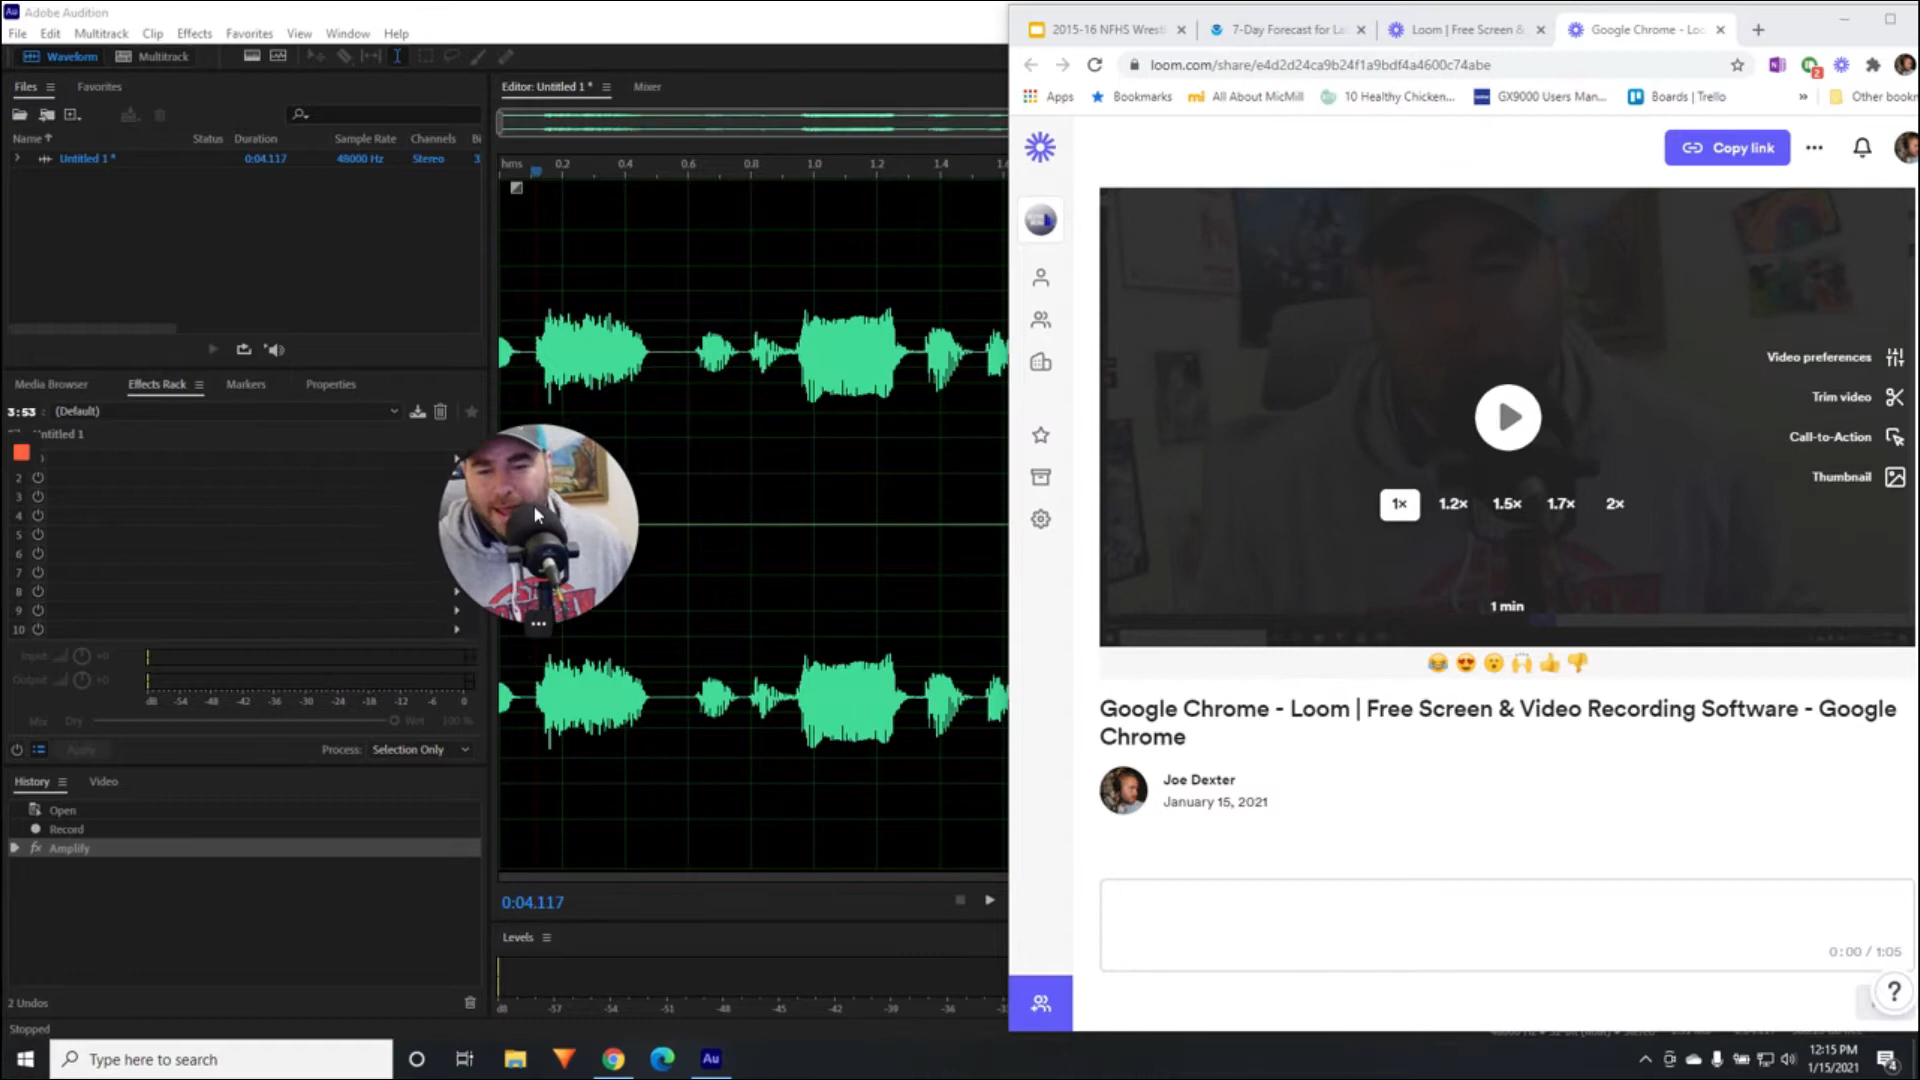 Au Adobe Audition
File Edit Multitrack Clip Effects Favorites View Window Help
Waveform Multitrack
Files Favorites
Name Status Duration Sample Rate Channels Bi
Untitled 1 * 0:04.117 48000 Hz Stereo 3
Media Browser Effects Rack Markers Properties
3:53 : (Default)
Untitled 1
2
3
4
5
6
7
8
9
10
Input: +0
Output: +0
dB -54 -48 -42 -36 -30 -24 -18 -12 -6 0
Mix Dry Wet 100 %
Apply Process: Selection Only
History Video
Open
Record
fx Amplify
2 Undos
Stopped
Editor: Untitled 1 * Mixer
hms 0.2 0.4 0.6 0.8 1.0 1.2 1.4 1.6
0:04.117
Levels
dB -57 -54 -51 -48 -45 -42 -39 -36 -33
2015-16 NFHS Wrestl 7-Day Forecast for La Loom | Free Screen & Google Chrome - Loo
loom.com/share/e4d2d24ca9b24f1a9bdf4a4600c74abe
2
Apps Bookmarks All About MicMill 10 Healthy Chicken... GX9000 Users Man... Boards | Trello » Other bookn
Copy link
Video preferences
Trim video
Call-to-Action
Thumbnail
1× 1.2× 1.5× 1.7× 2×
1 min
Google Chrome - Loom | Free Screen & Video Recording Software - Google
Chrome
Joe Dexter
January 15, 2021
0:00 / 1:05
?
Type here to search
Au
12:15 PM
1/15/2021
4